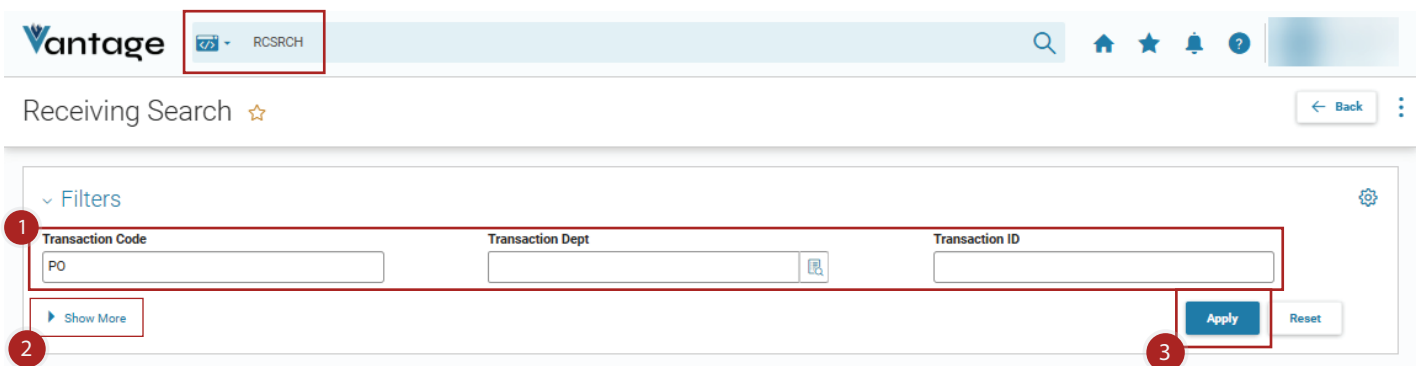 Vantage RCSRCH ?
Receiving Search Back
Filters
1
Transaction Code Transaction Dept Transaction ID
PO
Show More Apply Reset
2 3